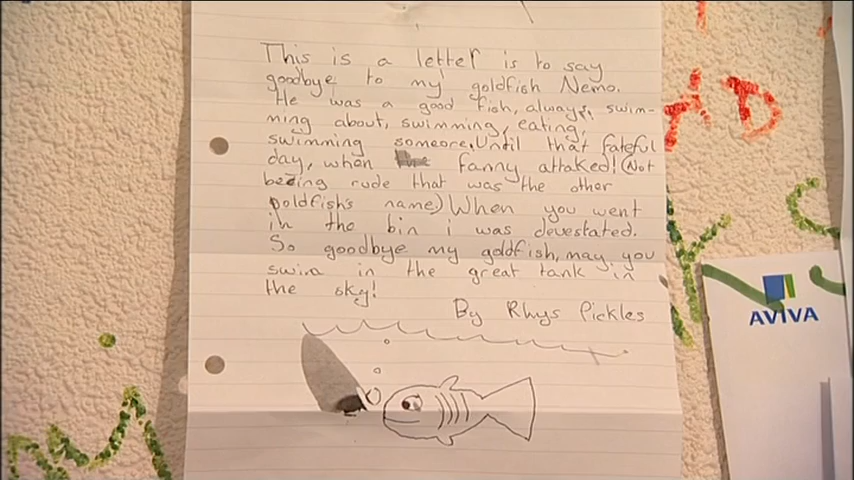 This is a letter is to say
goodbye to my goldfish Nemo.
He was a good fish, always swim-
ming about, swimming, eating,
swimming someore. Until that fateful
day, when fanny attaked! (Not
being rude that was the other
goldfish's name) When you went
in the bin i was devestated.
So goodbye my goldfish, may you
swim in the great tank in
the sky!
By Rhys Pickles
AVIVA